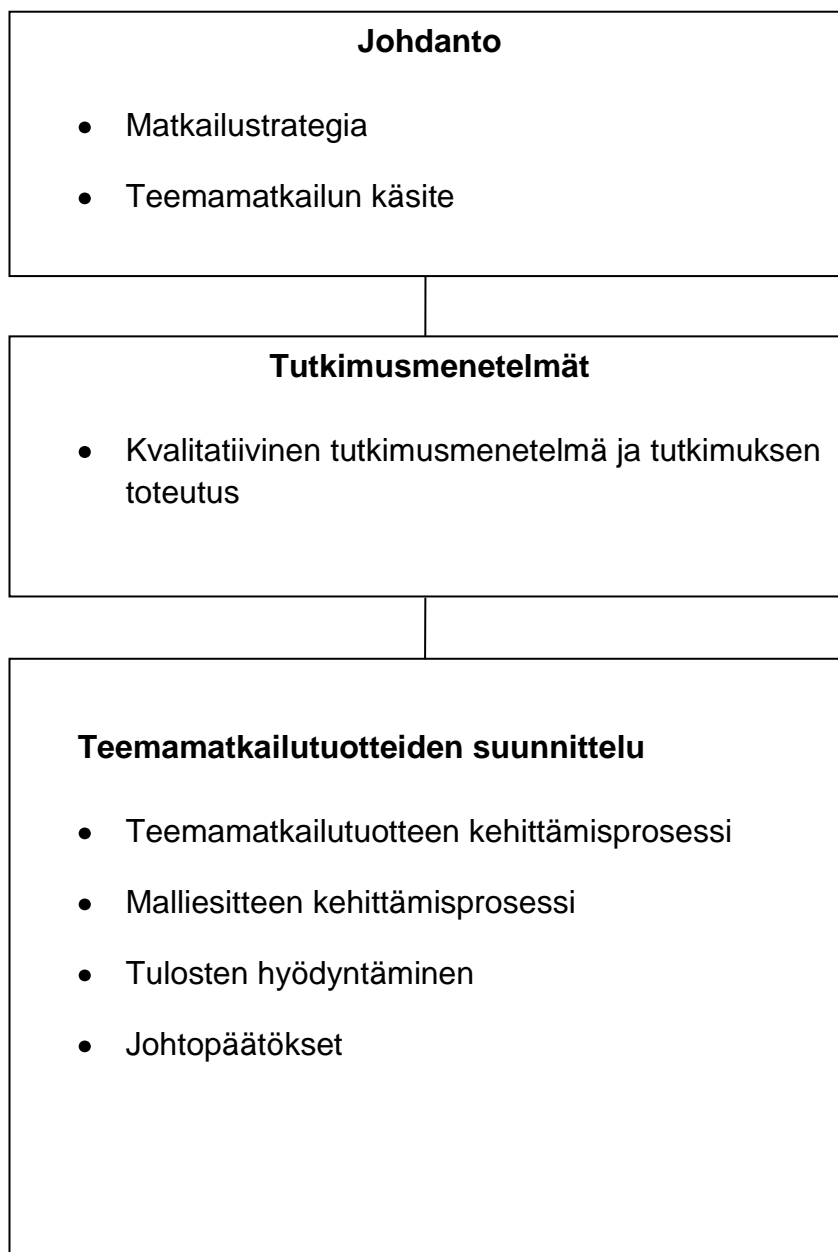 Johdanto
• Matkailustrategia
• Teemamatkailun käsite
Tutkimusmenetelmät
• Kvalitatiivinen tutkimusmenetelmä ja tutkimuksen
toteutus
Teemamatkailutuotteiden suunnittelu
• Teemamatkailutuotteen kehittämisprosessi
• Malliesitteen kehittämisprosessi
• Tulosten hyödyntäminen
• Johtopäätökset